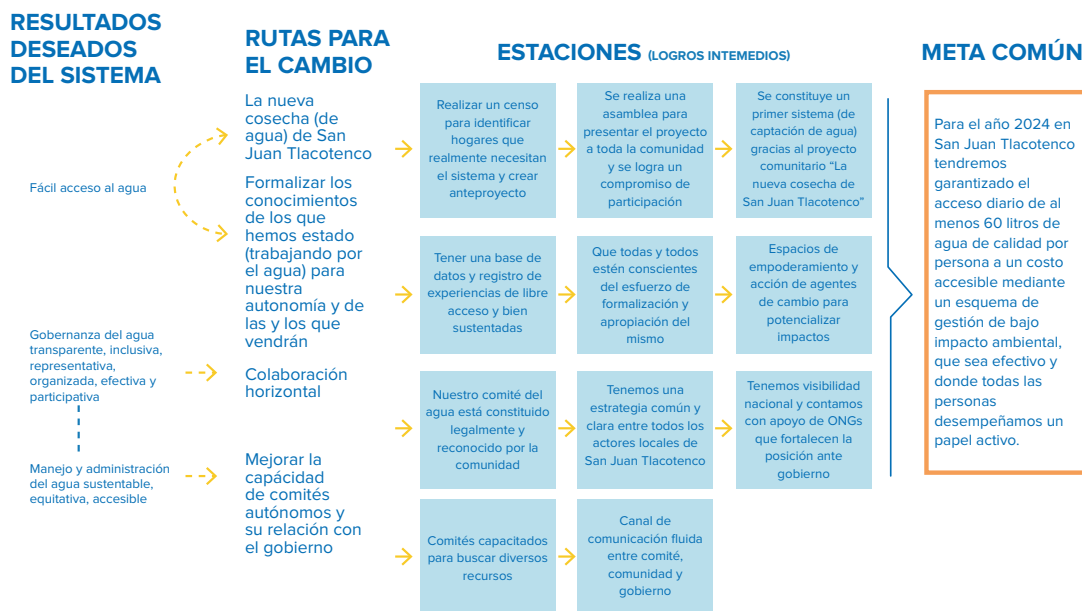 RESULTADOS
DESEADOS
DEL SISTEMA
Fácil acceso al agua
Gobernanza del agua
transparente, inclusiva,
representativa,
organizada, efectiva y
participativa
Manejo y administración
del agua sustentable,
equitativa, accesible
RUTAS PARA
EL CAMBIO
La nueva
cosecha (de
agua) de San
Juan Tlacotenco
Formalizar los
conocimientos
de los que
hemos estado
(trabajando por
el agua) para
nuestra
autonomía y de
las y los que
vendrán
Colaboración
horizontal
Mejorar la
capácidad
de comités
autónomos y
su relación con
el gobierno
ESTACIONES (LOGROS INTEMEDIOS)
Realizar un censo
para identificar
hogares que
realmente necesitan
el sistema y crear
anteproyecto
Se realiza una
asamblea para
presentar el proyecto
a toda la comunidad
y se logra un
compromiso de
participación
Se constituye un
primer sistema (de
captación de agua)
gracias al proyecto
comunitario “La
nueva cosecha de
San Juan Tlacotenco”
Tener una base de
datos y registro de
experiencias de libre
acceso y bien
sustentadas
Que todas y todos
estén conscientes
del esfuerzo de
formalización y
apropiación del
mismo
Espacios de
empoderamiento y
acción de agentes
de cambio para
potencializar
impactos
Nuestro comité del
agua está constituido
legalmente y
reconocido por la
comunidad
Tenemos una
estrategia común y
clara entre todos los
actores locales de
San Juan Tlacotenco
Tenemos visibilidad
nacional y contamos
con apoyo de ONGs
que fortalecen la
posición ante
gobierno
Comités capacitados
para buscar diversos
recursos
Canal de
comunicación fluida
entre comité,
comunidad y
gobierno
META COMÚN
Para el año 2024 en
San Juan Tlacotenco
tendremos
garantizado el
acceso diario de al
menos 60 litros de
agua de calidad por
persona a un costo
accesible mediante
un esquema de
gestión de bajo
impacto ambiental,
que sea efectivo y
donde todas las
personas
desempeñamos un
papel activo.